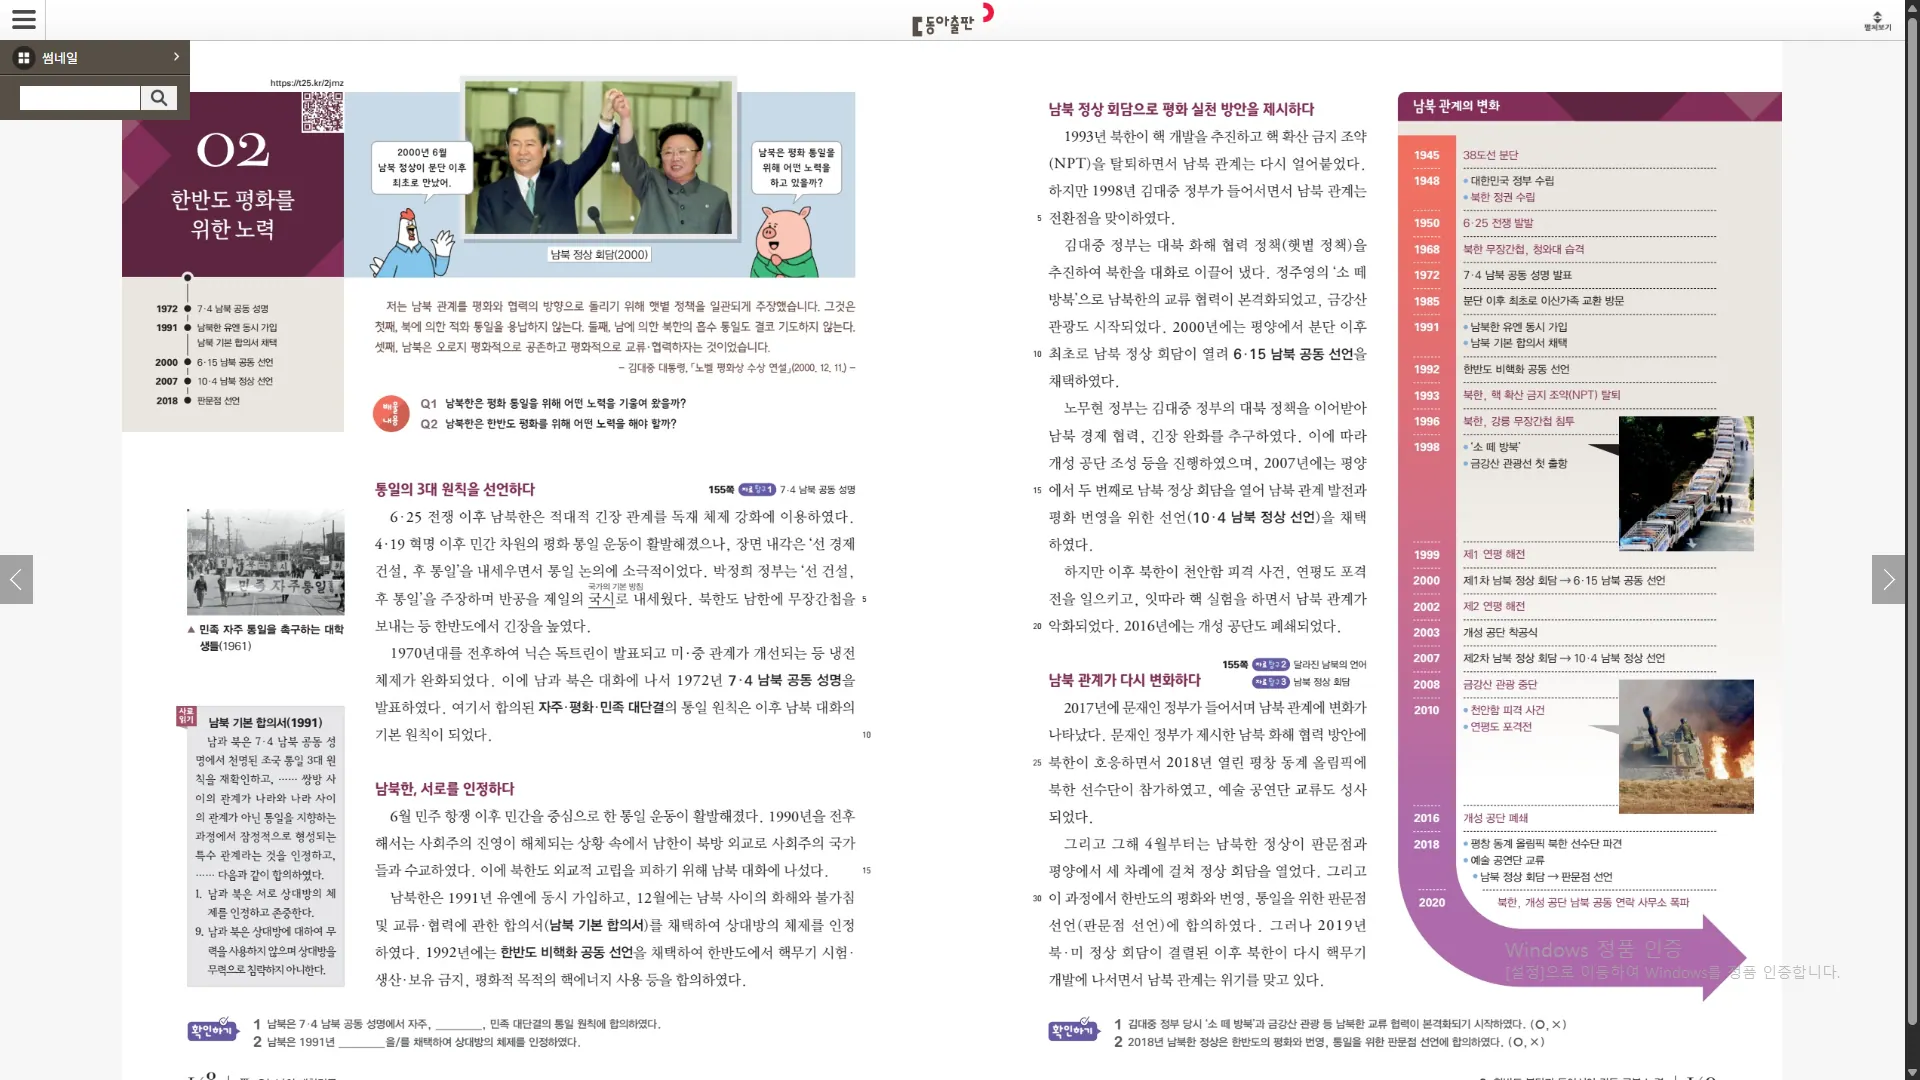 동아출판
펼쳐보기
썸네일
https://t25.kr/2jmz
02
한반도 평화를
위한 노력
1972 7·4 남북 공동 성명
1991 남북한 유엔 동시 가입
남북 기본 합의서 채택
2000 6·15 남북 공동 선언
2007 10·4 남북 정상 선언
2018 판문점 선언
2000년 6월
남북 정상이 분단 이후
최초로 만났어.
남북은 평화 통일을
위해 어떤 노력을
하고 있을까?
남북 정상 회담(2000)
저는 남북 관계를 평화와 협력의 방향으로 돌리기 위해 햇볕 정책을 일관되게 주장했습니다. 그것은
첫째, 북에 의한 적화 통일을 용납하지 않는다. 둘째, 남에 의한 북한의 흡수 통일도 결코 기도하지 않는다.
셋째, 남북은 오로지 평화적으로 공존하고 평화적으로 교류·협력하자는 것이었습니다.
– 김대중 대통령, 「노벨 평화상 수상 연설」(2000. 12. 11.) –
배울
내용
Q1 남북한은 평화 통일을 위해 어떤 노력을 기울여 왔을까?
Q2 남북한은 한반도 평화를 위해 어떤 노력을 해야 할까?
▲ 민족 자주 통일을 촉구하는 대학
생들(1961)
통일의 3대 원칙을 선언하다
155쪽 자료 탐구 1 7·4 남북 공동 성명
6·25 전쟁 이후 남북한은 적대적 긴장 관계를 독재 체제 강화에 이용하였다.
4·19 혁명 이후 민간 차원의 평화 통일 운동이 활발해졌으나, 장면 내각은 ‘선 경제
건설, 후 통일’을 내세우면서 통일 논의에 소극적이었다. 박정희 정부는 ‘선 건설,
국가의 기본 방침
후 통일’을 주장하며 반공을 제일의 국시로 내세웠다. 북한도 남한에 무장간첩을 5
보내는 등 한반도에서 긴장을 높였다.
1970년대를 전후하여 닉슨 독트린이 발표되고 미·중 관계가 개선되는 등 냉전
체제가 완화되었다. 이에 남과 북은 대화에 나서 1972년 7·4 남북 공동 성명을
발표하였다. 여기서 합의된 자주·평화·민족 대단결의 통일 원칙은 이후 남북 대화의
기본 원칙이 되었다. 10
사료
읽기
남북 기본 합의서(1991)
남과 북은 7·4 남북 공동 성
명에서 천명된 조국 통일 3대 원
칙을 재확인하고, …… 쌍방 사
이의 관계가 나라와 나라 사이
의 관계가 아닌 통일을 지향하는
과정에서 잠정적으로 형성되는
특수 관계라는 것을 인정하고,
…… 다음과 같이 합의하였다.
1. 남과 북은 서로 상대방의 체
제를 인정하고 존중한다.
9. 남과 북은 상대방에 대하여 무
력을 사용하지 않으며 상대방을
무력으로 침략하지 아니한다.
남북한, 서로를 인정하다
6월 민주 항쟁 이후 민간을 중심으로 한 통일 운동이 활발해졌다. 1990년을 전후
해서는 사회주의 진영이 해체되는 상황 속에서 남한이 북방 외교로 사회주의 국가
들과 수교하였다. 이에 북한도 외교적 고립을 피하기 위해 남북 대화에 나섰다. 15
남북한은 1991년 유엔에 동시 가입하고, 12월에는 남북 사이의 화해와 불가침
및 교류·협력에 관한 합의서(남북 기본 합의서)를 채택하여 상대방의 체제를 인정
하였다. 1992년에는 한반도 비핵화 공동 선언을 채택하여 한반도에서 핵무기 시험·
생산·보유 금지, 평화적 목적의 핵에너지 사용 등을 합의하였다.
확인하기
1 남북은 7·4 남북 공동 성명에서 자주, ________, 민족 대단결의 통일 원칙에 합의하였다.
2 남북은 1991년 ________을/를 채택하여 상대방의 체제를 인정하였다.
남북 정상 회담으로 평화 실천 방안을 제시하다
1993년 북한이 핵 개발을 추진하고 핵 확산 금지 조약
(NPT)을 탈퇴하면서 남북 관계는 다시 얼어붙었다.
하지만 1998년 김대중 정부가 들어서면서 남북 관계는
5 전환점을 맞이하였다.
김대중 정부는 대북 화해 협력 정책(햇볕 정책)을
추진하여 북한을 대화로 이끌어 냈다. 정주영의 ‘소 떼
방북’으로 남북한의 교류 협력이 본격화되었고, 금강산
관광도 시작되었다. 2000년에는 평양에서 분단 이후
10 최초로 남북 정상 회담이 열려 6·15 남북 공동 선언을
채택하였다.
노무현 정부는 김대중 정부의 대북 정책을 이어받아
남북 경제 협력, 긴장 완화를 추구하였다. 이에 따라
개성 공단 조성 등을 진행하였으며, 2007년에는 평양
15 에서 두 번째로 남북 정상 회담을 열어 남북 관계 발전과
평화 번영을 위한 선언(10·4 남북 정상 선언)을 채택
하였다.
하지만 이후 북한이 천안함 피격 사건, 연평도 포격
전을 일으키고, 잇따라 핵 실험을 하면서 남북 관계가
20 악화되었다. 2016년에는 개성 공단도 폐쇄되었다.
남북 관계가 다시 변화하다
155쪽 자료 탐구 2 달라진 남북의 언어
자료 탐구 3 남북 정상 회담
2017년에 문재인 정부가 들어서며 남북 관계에 변화가
나타났다. 문재인 정부가 제시한 남북 화해 협력 방안에
25 북한이 호응하면서 2018년 열린 평창 동계 올림픽에
북한 선수단이 참가하였고, 예술 공연단 교류도 성사
되었다.
그리고 그해 4월부터는 남북한 정상이 판문점과
평양에서 세 차례에 걸쳐 정상 회담을 열었다. 그리고
30 이 과정에서 한반도의 평화와 번영, 통일을 위한 판문점
선언(판문점 선언)에 합의하였다. 그러나 2019년
북·미 정상 회담이 결렬된 이후 북한이 다시 핵무기
개발에 나서면서 남북 관계는 위기를 맞고 있다.
확인하기
1 김대중 정부 당시 ‘소 떼 방북’과 금강산 관광 등 남북한 교류 협력이 본격화되기 시작하였다. (O, ×)
2 2018년 남북한 정상은 한반도의 평화와 번영, 통일을 위한 판문점 선언에 합의하였다. (O, ×)
남북 관계의 변화
1945 38도선 분단
1948 • 대한민국 정부 수립
• 북한 정권 수립
1950 6·25 전쟁 발발
1968 북한 무장간첩, 청와대 습격
1972 7·4 남북 공동 성명 발표
1985 분단 이후 최초로 이산가족 교환 방문
1991 • 남북한 유엔 동시 가입
• 남북 기본 합의서 채택
1992 한반도 비핵화 공동 선언
1993 북한, 핵 확산 금지 조약(NPT) 탈퇴
1996 북한, 강릉 무장간첩 침투
1998 • ‘소 떼 방북’
• 금강산 관광선 첫 출항
1999 제1 연평 해전
2000 제1차 남북 정상 회담 → 6·15 남북 공동 선언
2002 제2 연평 해전
2003 개성 공단 착공식
2007 제2차 남북 정상 회담 → 10·4 남북 정상 선언
2008 금강산 관광 중단
2010 • 천안함 피격 사건
• 연평도 포격전
2016 개성 공단 폐쇄
2018 • 평창 동계 올림픽 북한 선수단 파견
• 예술 공연단 교류
• 남북 정상 회담 → 판문점 선언
2020 북한, 개성 공단 남북 공동 연락 사무소 폭파
Windows 정품 인증
[설정]으로 이동하여 Windows를 정품 인증합니다.